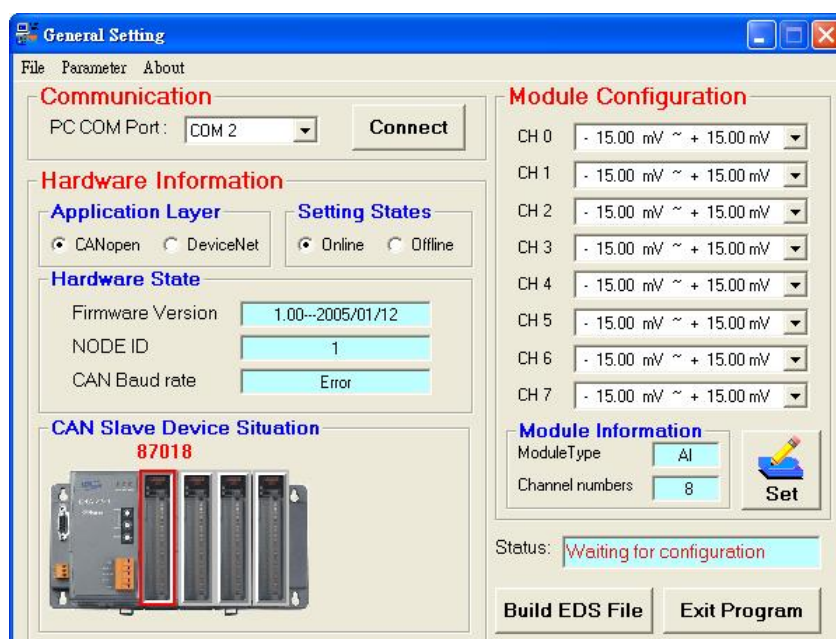 General Setting
File Parameter About
Communication
PC COM Port : COM 2
Connect
Hardware Information
Application Layer
CANopen DeviceNet
Setting States
Online Offline
Hardware State
Firmware Version 1.00---2005/01/12
NODE ID 1
CAN Baud rate Error
CAN Slave Device Situation
87018
Module Configuration
CH 0 - 15.00 mV ~ + 15.00 mV
CH 1 - 15.00 mV ~ + 15.00 mV
CH 2 - 15.00 mV ~ + 15.00 mV
CH 3 - 15.00 mV ~ + 15.00 mV
CH 4 - 15.00 mV ~ + 15.00 mV
CH 5 - 15.00 mV ~ + 15.00 mV
CH 6 - 15.00 mV ~ + 15.00 mV
CH 7 - 15.00 mV ~ + 15.00 mV
Module Information
ModuleType AI
Channel numbers 8
Set
Status: Waiting for configuration
Build EDS File
Exit Program